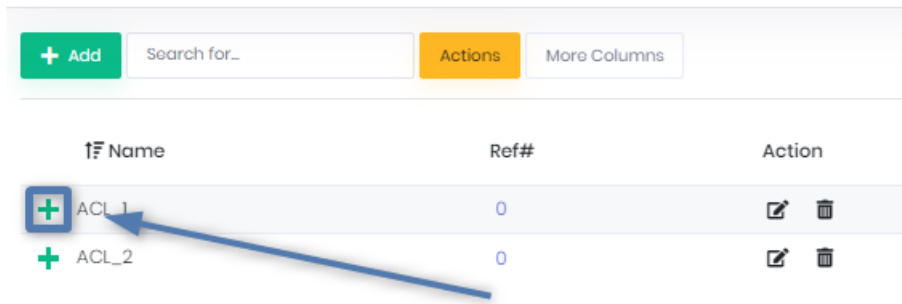 + Add Search for... Actions More Columns
Name Ref# Action
ACL_1 0
ACL_2 0